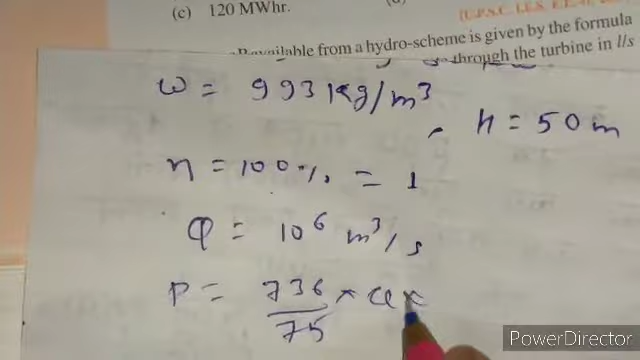 (c) 120 MWhr.
available from a hydro-scheme is given by the formula
through the turbine in l/s
w = 993 kg/m³
, h = 50 m
η = 100% = 1
Q = 10⁶ m³/s
P = 736/75 × Q ×
PowerDirector